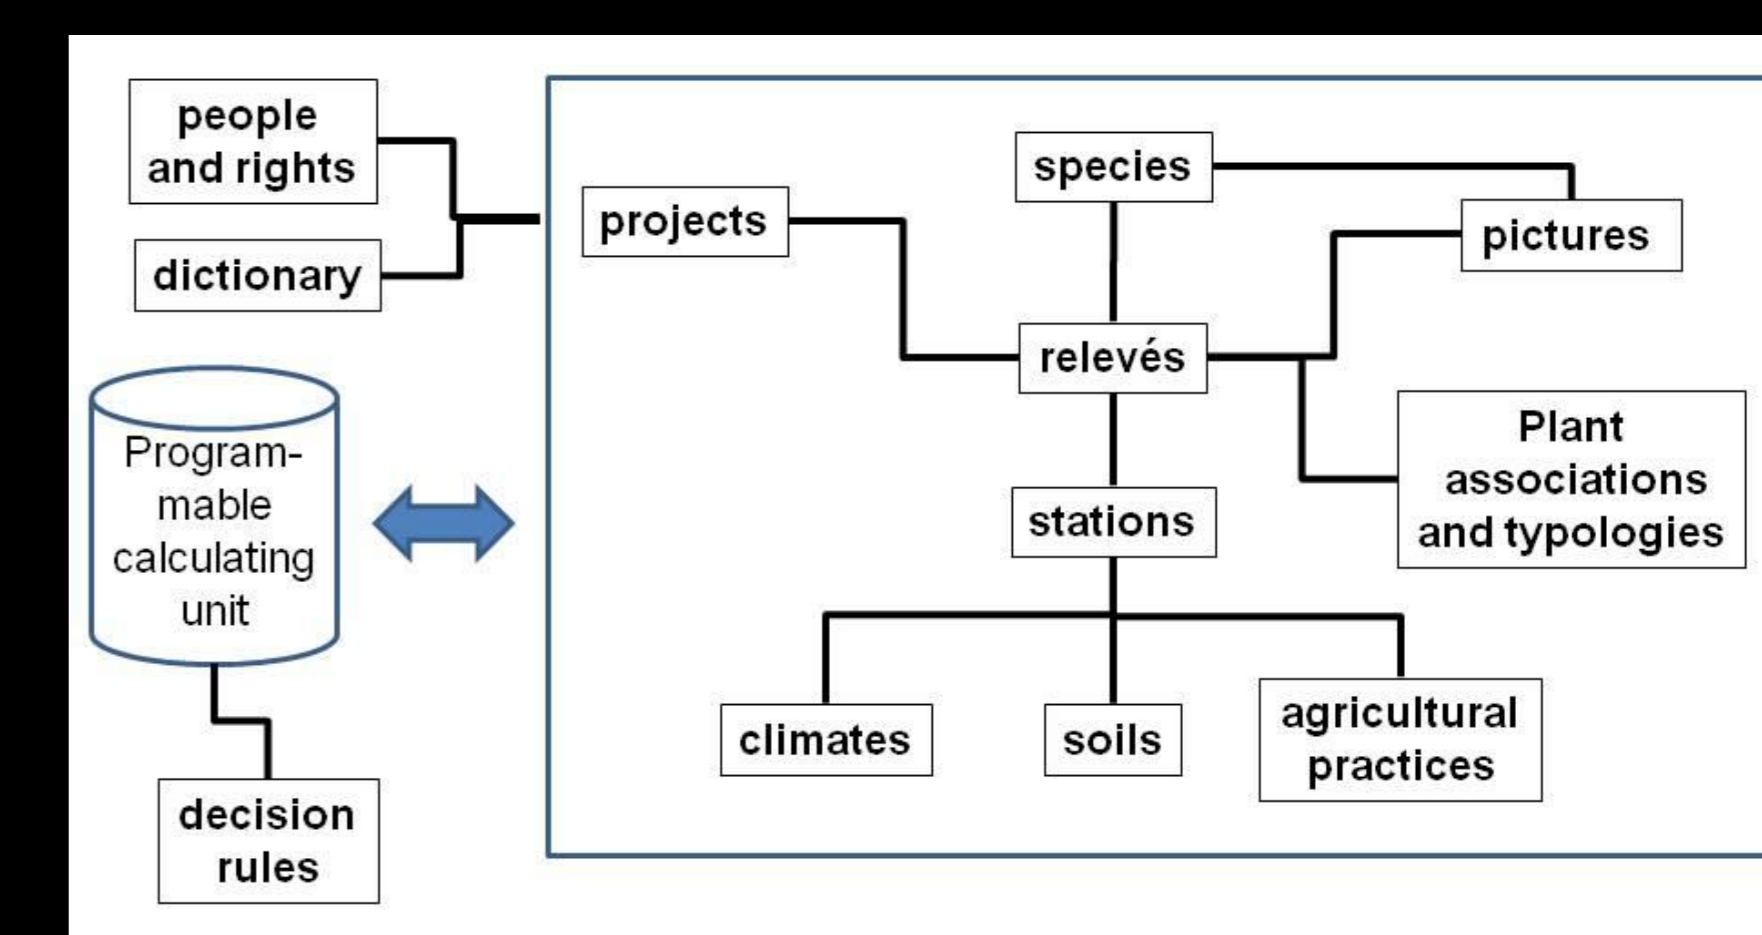 people
and rights
dictionary
Program-
mable
calculating
unit
decision
rules
projects
species
pictures
relevés
Plant
associations
and typologies
stations
climates
soils
agricultural
practices